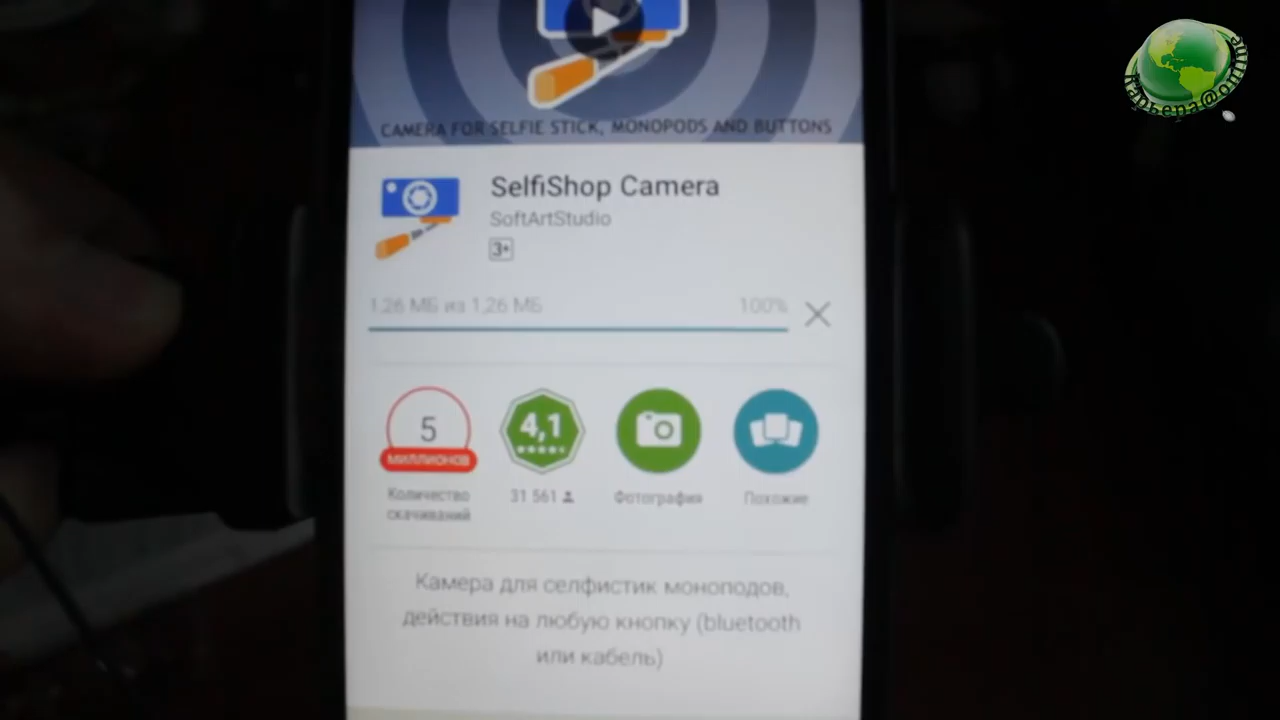 CAMERA FOR SELFIE STICK, MONOPODS AND BUTTONS
SelfiShop Camera
SoftArtStudio
3+
1,26 МБ из 1,26 МБ 100%
5
МИЛЛИОНОВ
4,1
Количество
скачиваний
31 561
Фотография
Похожие
Камера для селфистик моноподов,
действия на любую кнопку (bluetooth
или кабель)
Карьера@online